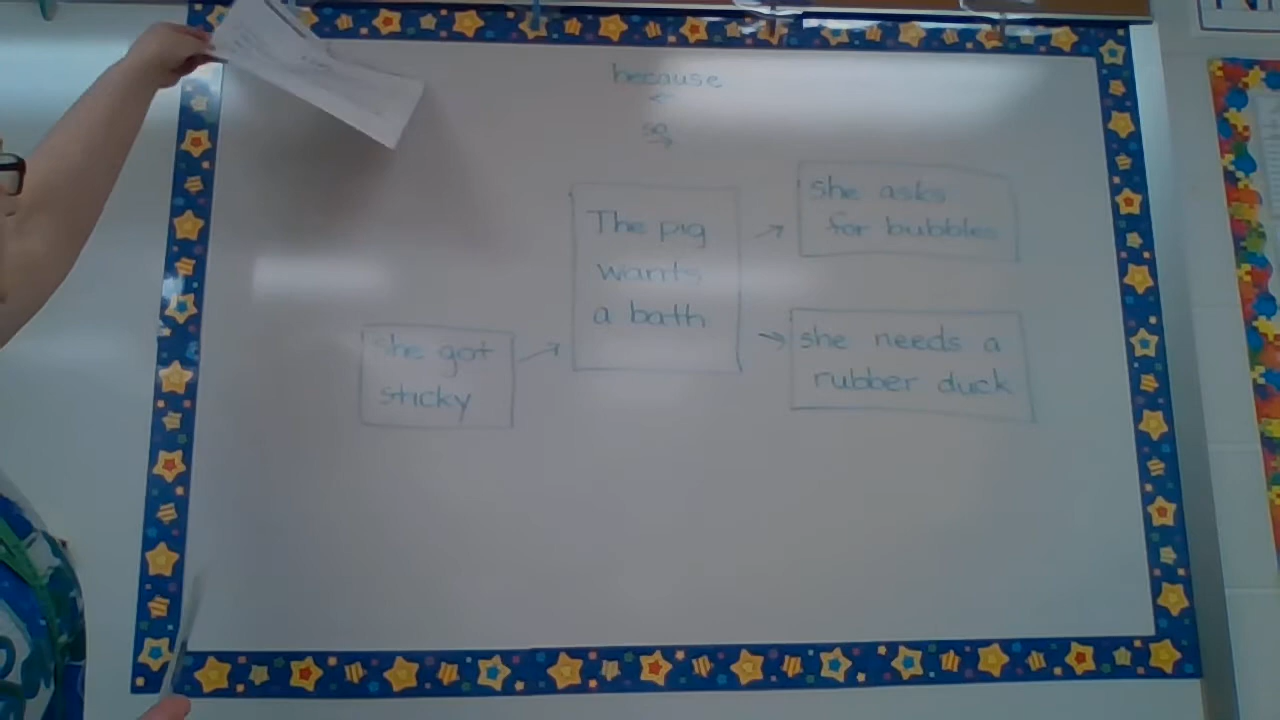 because
so
The pig
wants
a bath
she asks
for bubbles
she got
sticky
she needs a
rubber duck